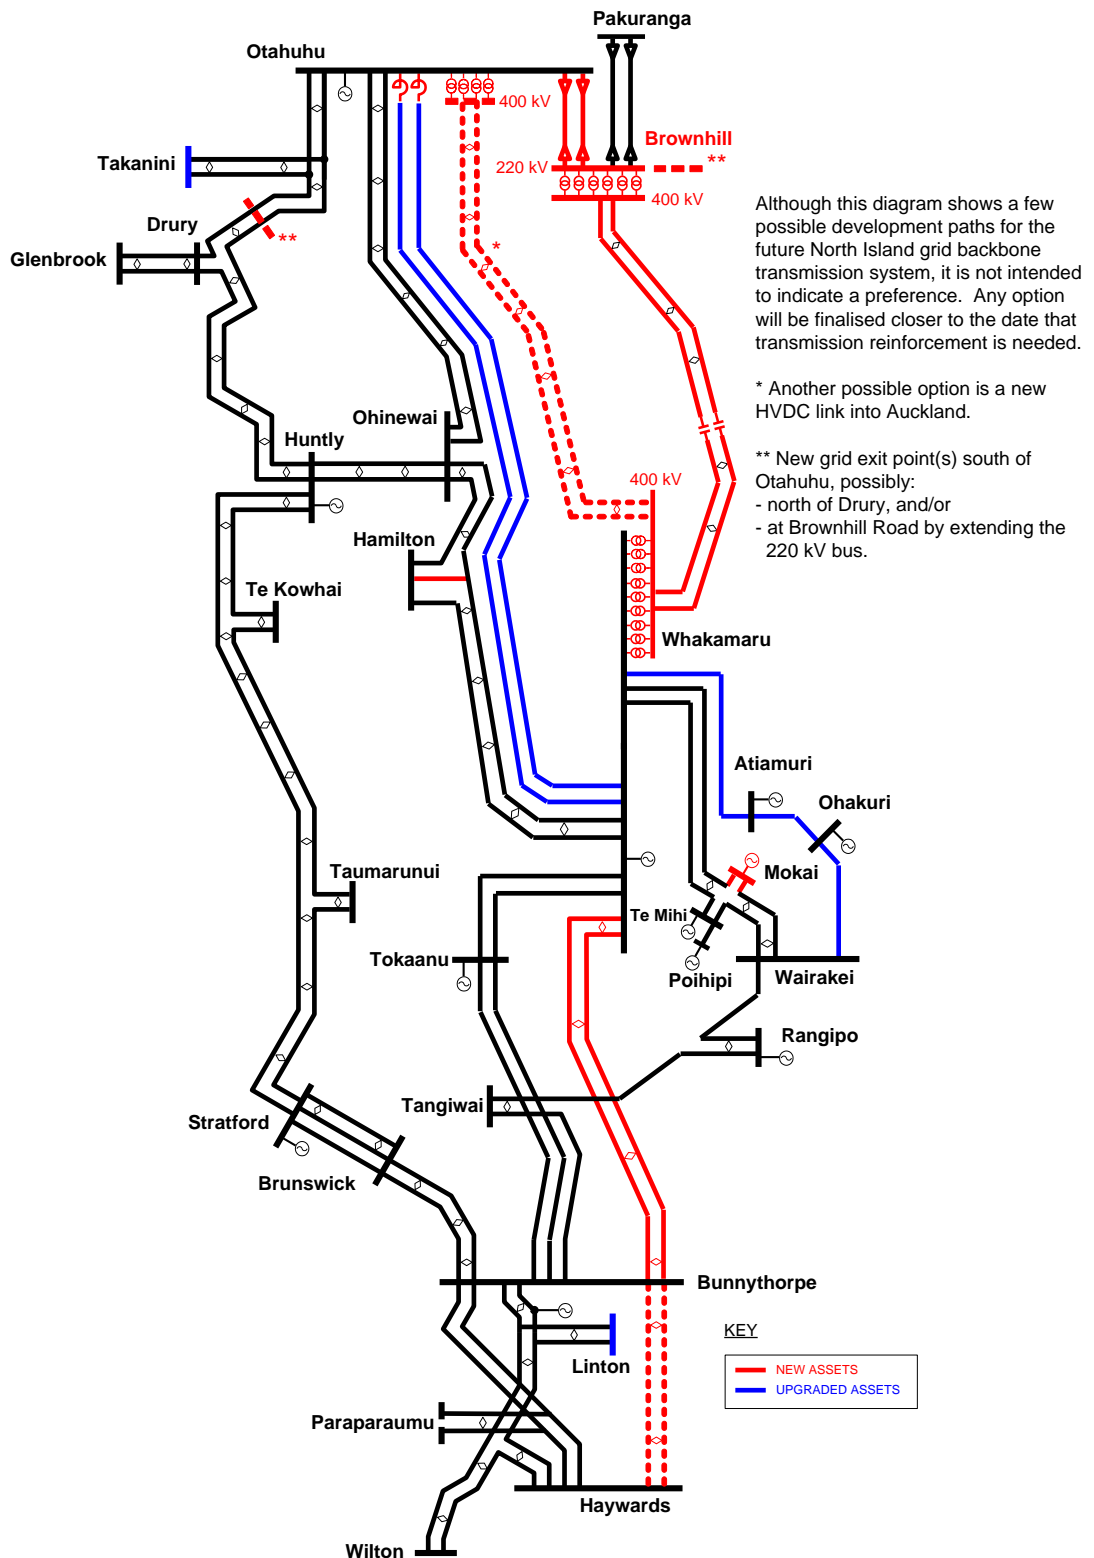 Pakuranga
Otahuhu
400 kV
Brownhill
**
220 kV
400 kV
Takanini
Drury
**
Glenbrook
*
Although this diagram shows a few
possible development paths for the
future North Island grid backbone
transmission system, it is not intended
to indicate a preference.  Any option
will be finalised closer to the date that
transmission reinforcement is needed.
* Another possible option is a new
HVDC link into Auckland.
** New grid exit point(s) south of
Otahuhu, possibly:
- north of Drury, and/or
- at Brownhill Road by extending the
220 kV bus.
Ohinewai
Huntly
400 kV
Hamilton
Te Kowhai
Whakamaru
Atiamuri
Ohakuri
Mokai
Taumarunui
Te Mihi
Tokaanu
Poihipi
Wairakei
Rangipo
Tangiwai
Stratford
Brunswick
Bunnythorpe
KEY
NEW ASSETS
UPGRADED ASSETS
Linton
Paraparaumu
Haywards
Wilton